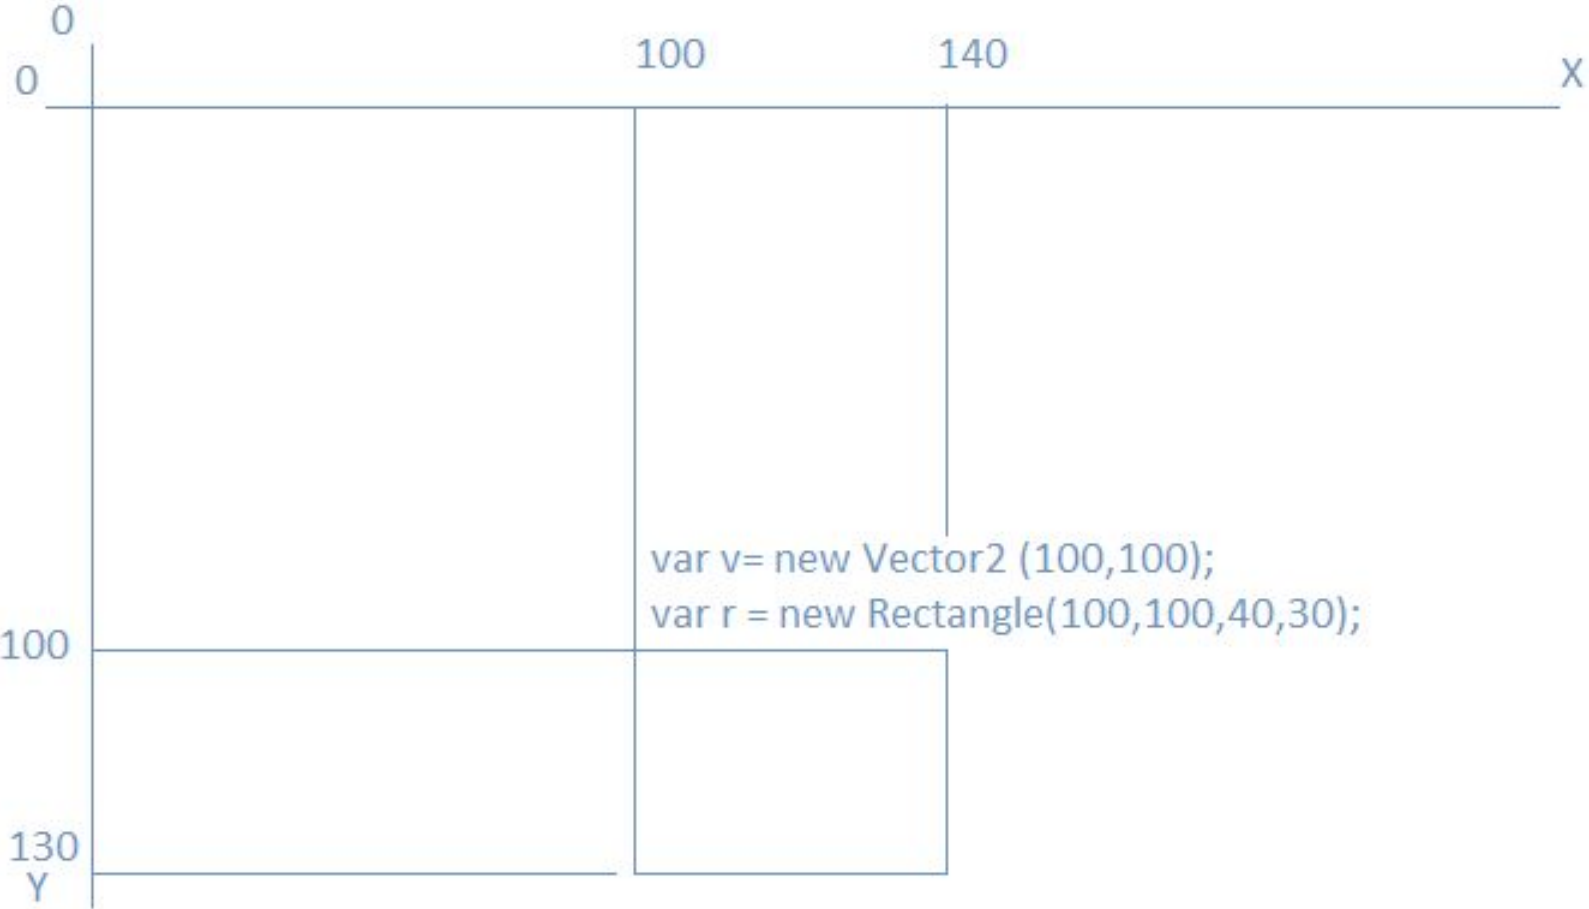 0
0
100
140
X
var v= new Vector2 (100,100);
var r = new Rectangle(100,100,40,30);
100
130
Y